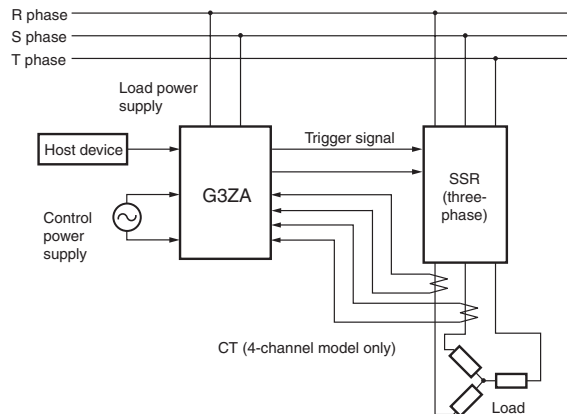 R phase
S phase
T phase
Load power
supply
Host device
Trigger signal
G3ZA
SSR
(three-
phase)
Control
power
supply
CT (4-channel model only)
Load